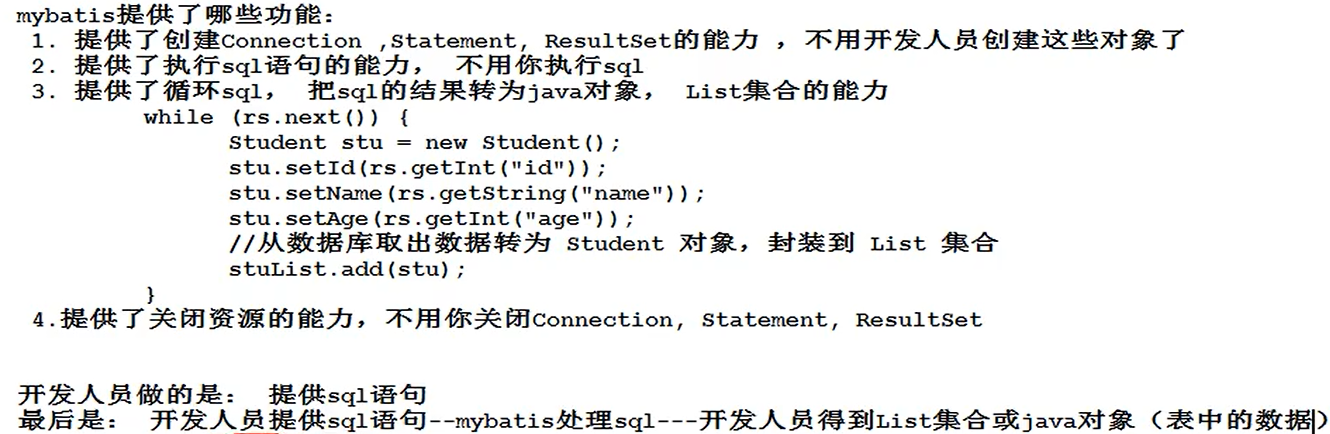 mybatis提供了哪些功能：
1. 提供了创建Connection ,Statement, ResultSet的能力 ，不用开发人员创建这些对象了
2. 提供了执行sql语句的能力， 不用你执行sql
3. 提供了循环sql， 把sql的结果转为java对象， List集合的能力
while (rs.next()) {
Student stu = new Student();
stu.setId(rs.getInt("id"));
stu.setName(rs.getString("name"));
stu.setAge(rs.getInt("age"));
//从数据库取出数据转为 Student 对象，封装到 List 集合
stuList.add(stu);
}
4.提供了关闭资源的能力，不用你关闭Connection, Statement, ResultSet
开发人员做的是： 提供sql语句
最后是： 开发人员提供sql语句--mybatis处理sql---开发人员得到List集合或java对象（表中的数据）